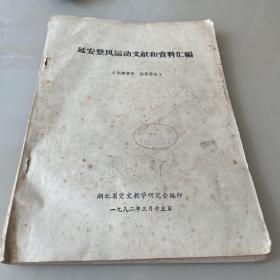 延安整风运动文献和资料汇编
（内部资料 注意保存）
湖北省党史教学研究会编印
一九八二年三月十五日